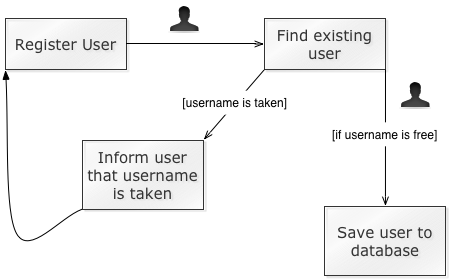 Register User
Find existing
user
[username is taken]
[if username is free]
Inform user
that username
is taken
Save user to
database